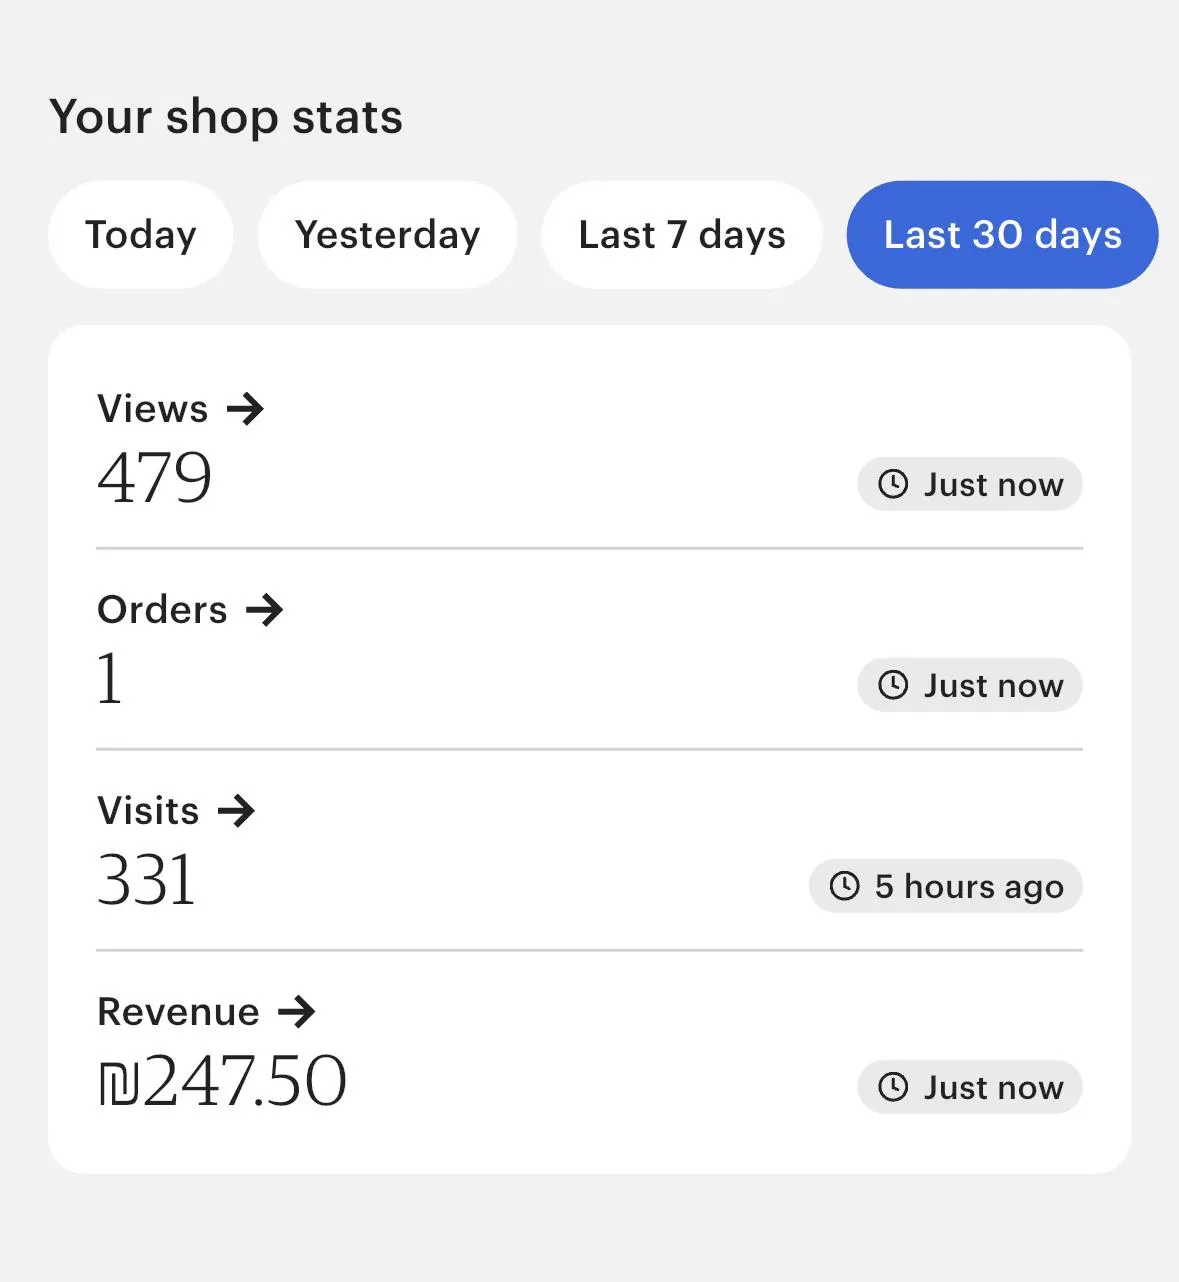 Your shop stats
Today Yesterday Last 7 days Last 30 days
Views →
479
Just now
Orders →
1
Just now
Visits →
331
5 hours ago
Revenue →
₪247.50
Just now